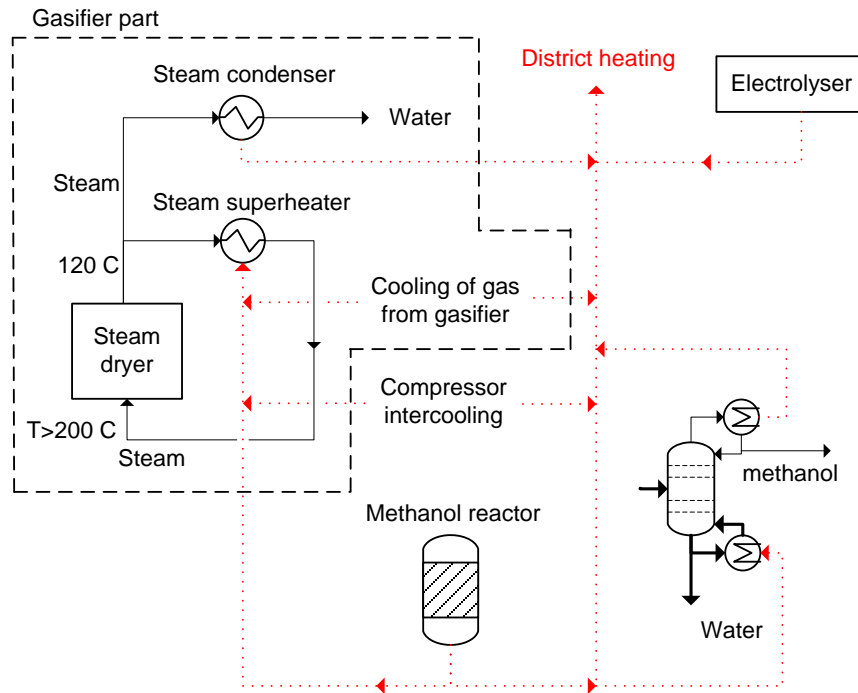 Gasifier part
Steam condenser
District heating
Electrolyser
Water
Steam
Steam superheater
120 C
Cooling of gas
from gasifier
Steam
dryer
Compressor
intercooling
T>200 C
Steam
methanol
Methanol reactor
Water